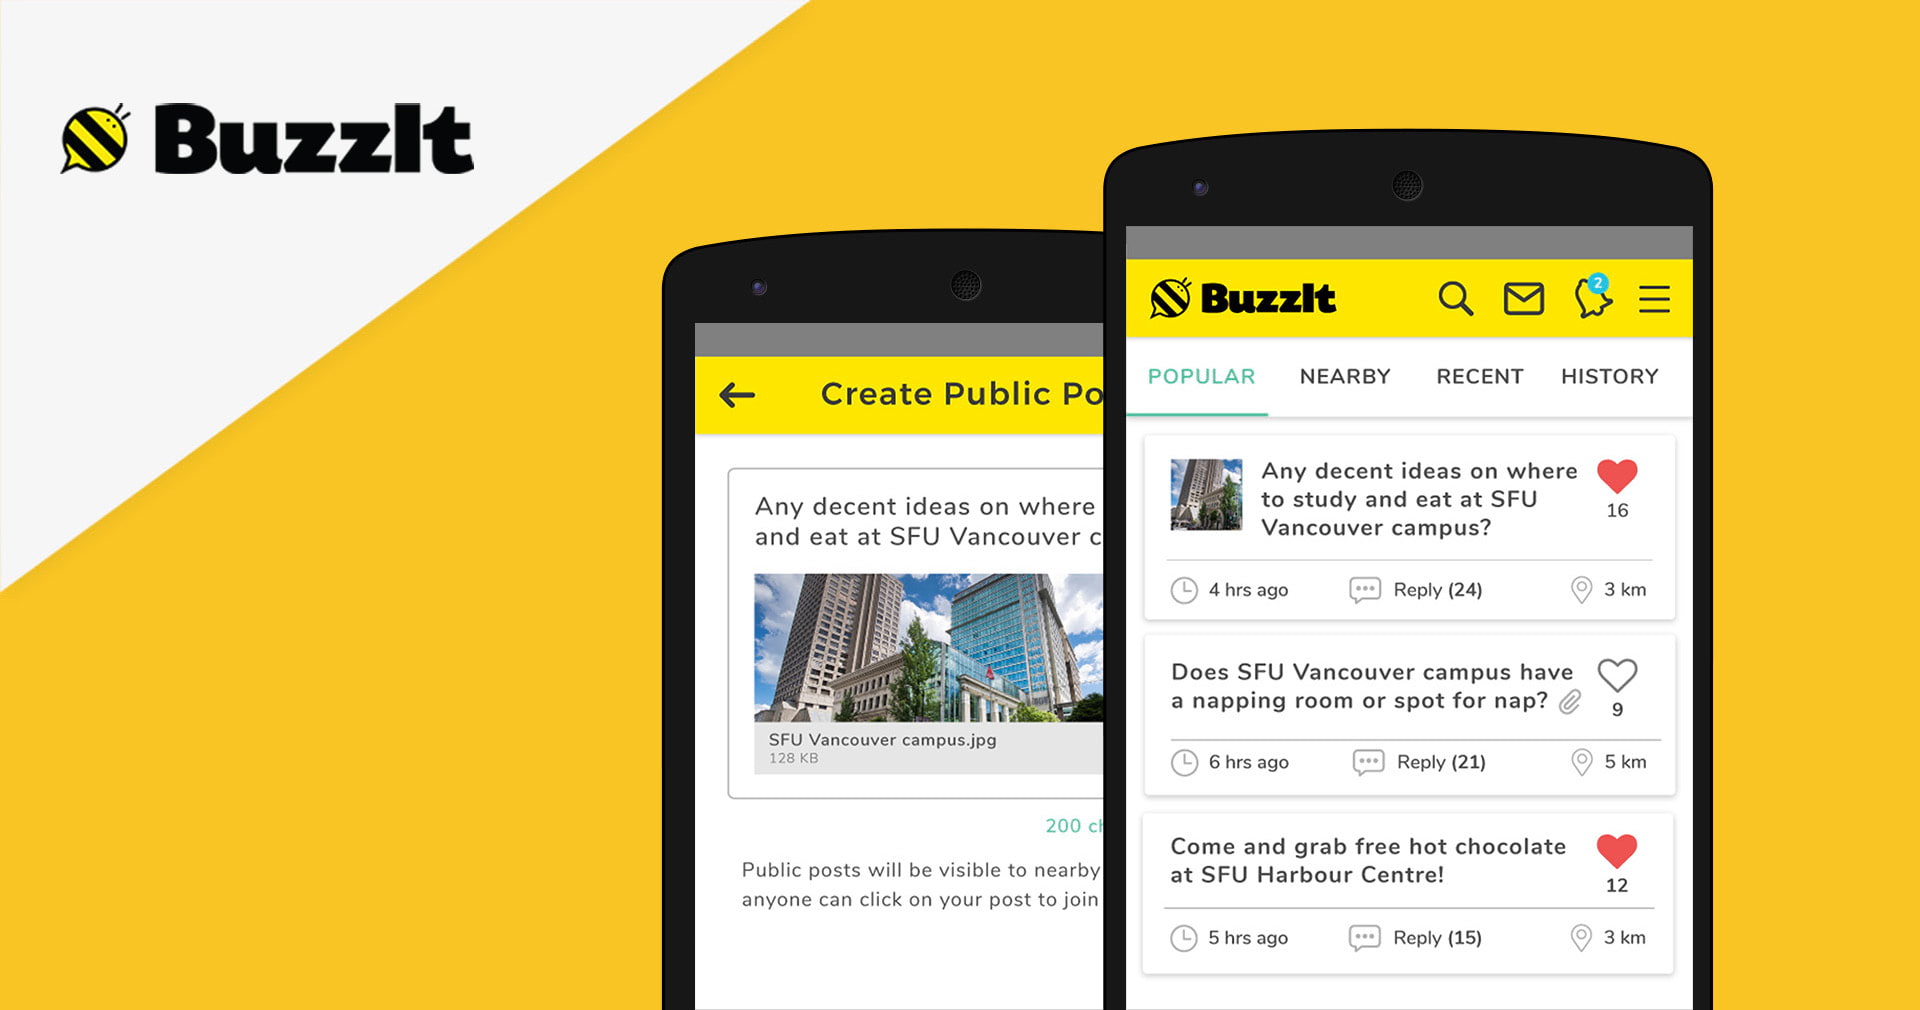 BuzzIt
Create Public Po
Any decent ideas on where
and eat at SFU Vancouver c
SFU Vancouver campus.jpg
128 KB
200 ch
Public posts will be visible to nearby
anyone can click on your post to join
BuzzIt
2
POPULAR NEARBY RECENT HISTORY
Any decent ideas on where
to study and eat at SFU
Vancouver campus?
16
4 hrs ago Reply (24) 3 km
Does SFU Vancouver campus have
a napping room or spot for nap?
9
6 hrs ago Reply (21) 5 km
Come and grab free hot chocolate
at SFU Harbour Centre!
12
5 hrs ago Reply (15) 3 km